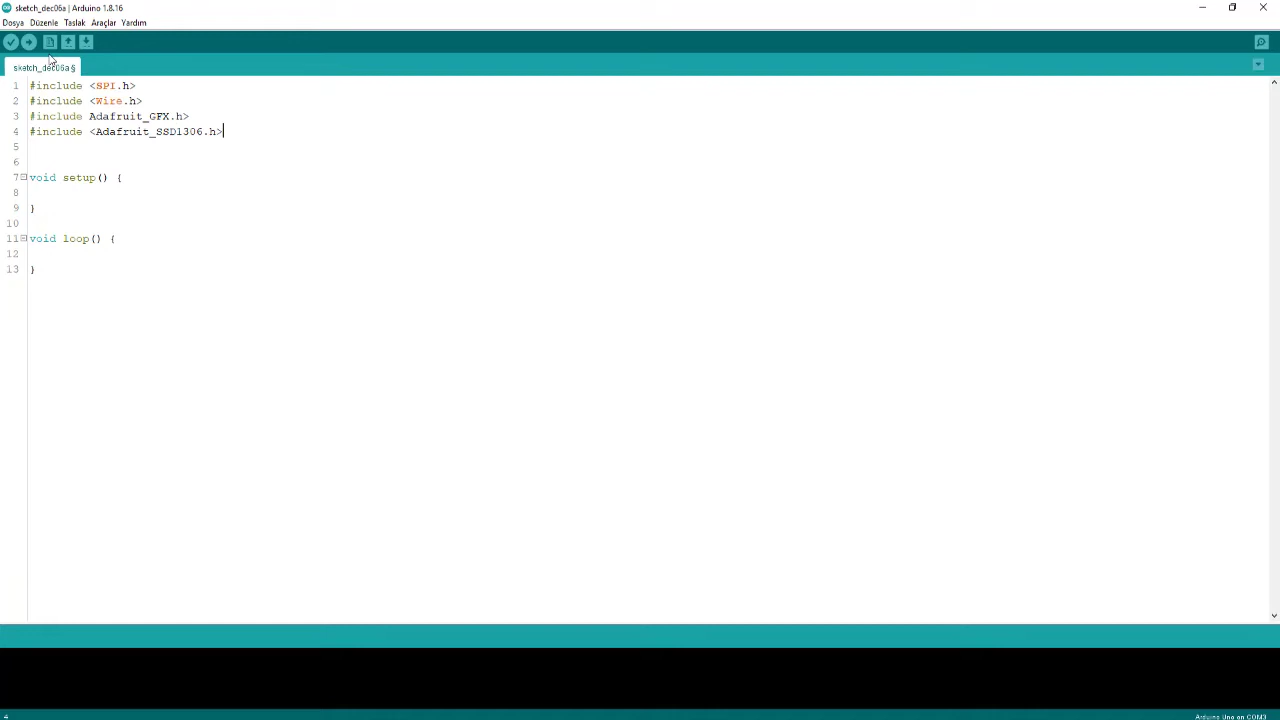 sketch_dec06a | Arduino 1.8.16
Dosya Düzenle Taslak Araçlar Yardım
sketch_dec06a §
1 #include <SPI.h>
2 #include <Wire.h>
3 #include Adafruit_GFX.h>
4 #include <Adafruit_SSD1306.h>
5
6
7 void setup() {
8
9 }
10
11 void loop() {
12
13 }
4 Arduino Uno on COM3